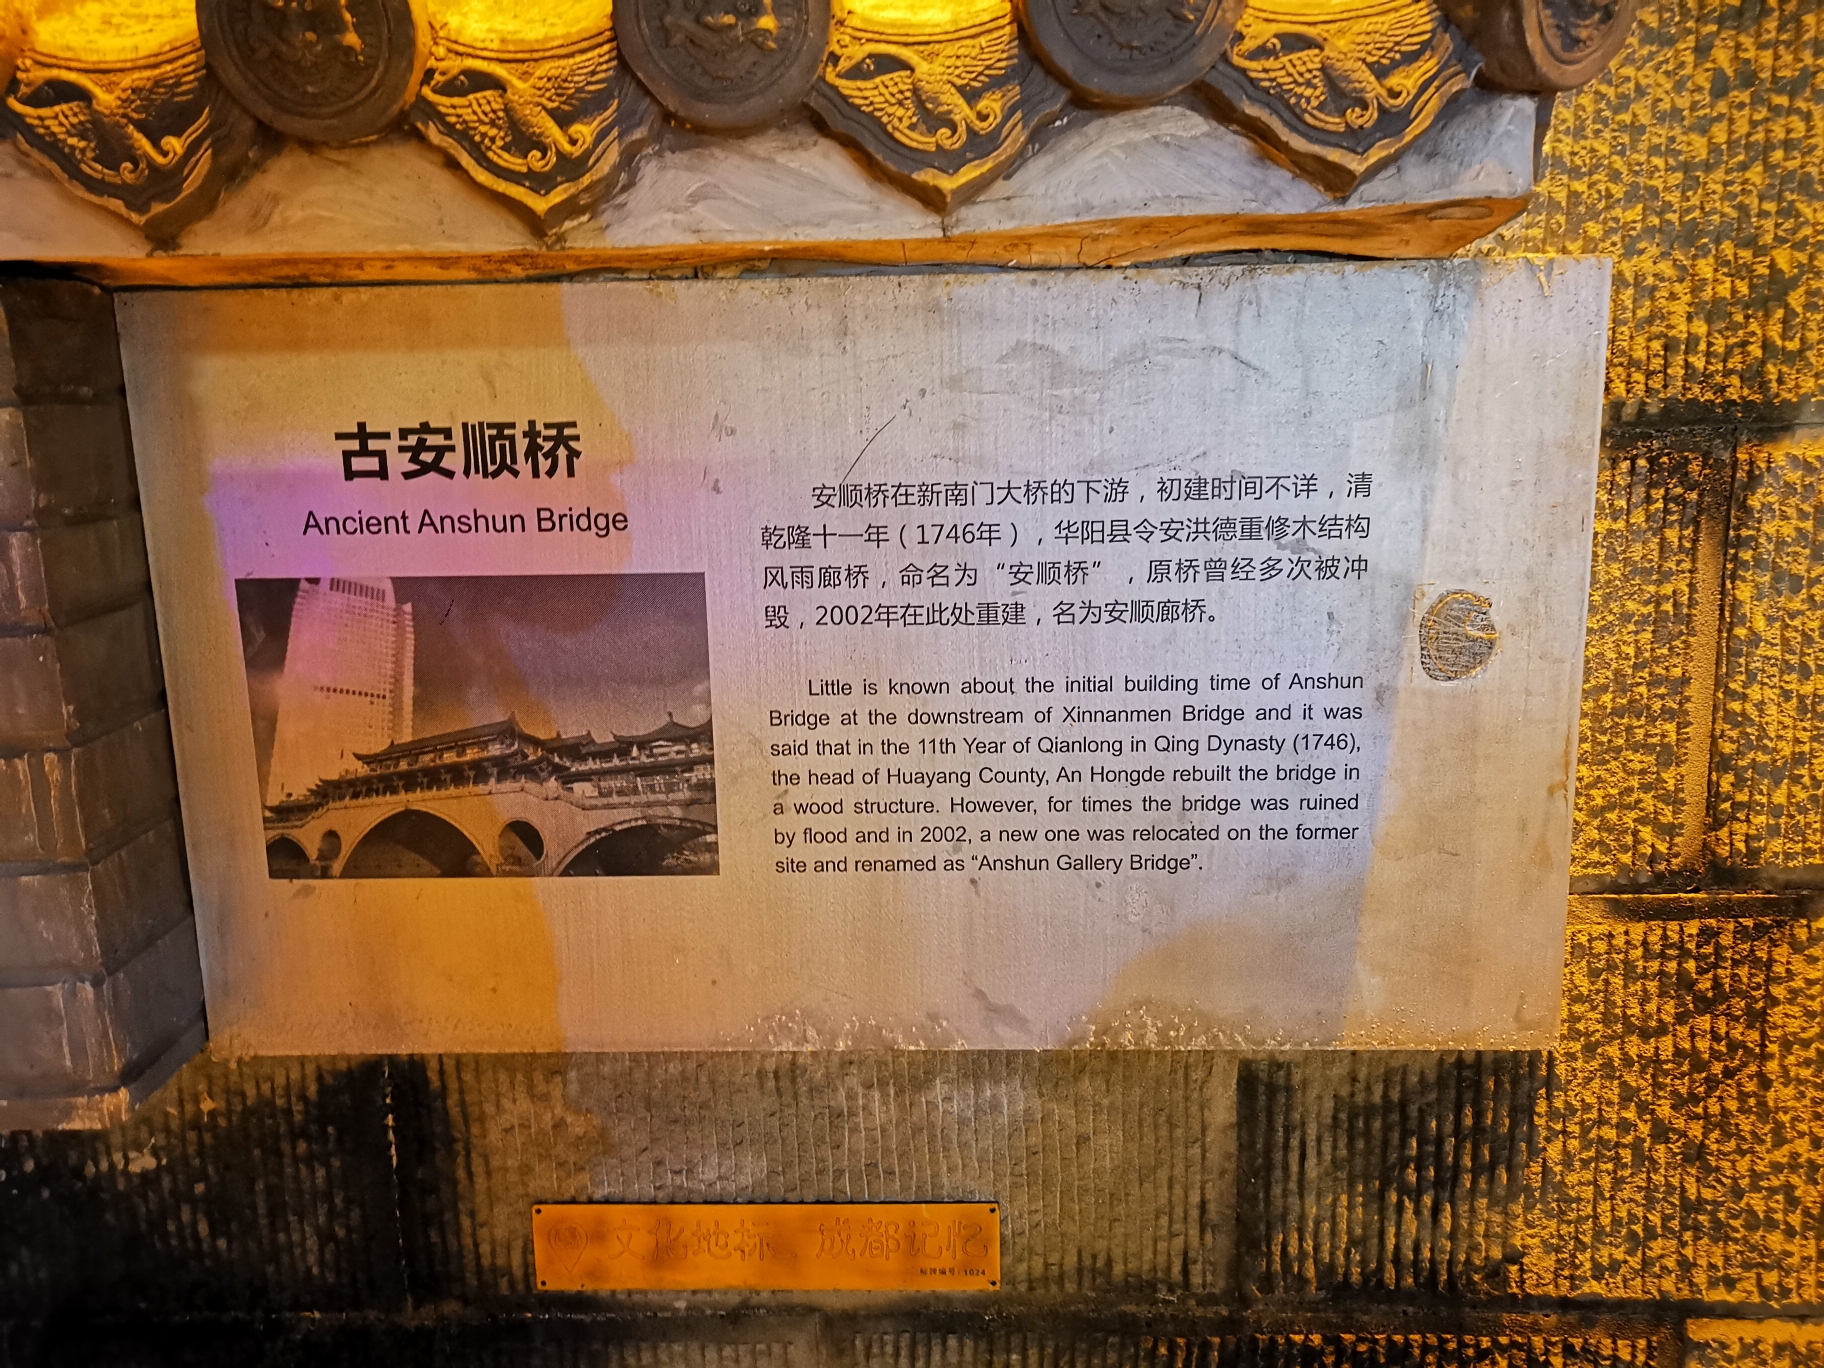 古安顺桥
Ancient Anshun Bridge
安顺桥在新南门大桥的下游，初建时间不详，清
乾隆十一年（1746年），华阳县令安洪德重修木结构
风雨廊桥，命名为“安顺桥”，原桥曾经多次被冲
毁，2002年在此处重建，名为安顺廊桥。
Little is known about the initial building time of Anshun
Bridge at the downstream of Xinnanmen Bridge and it was
said that in the 11th Year of Qianlong in Qing Dynasty (1746),
the head of Huayang County, An Hongde rebuilt the bridge in
a wood structure. However, for times the bridge was ruined
by flood and in 2002, a new one was relocated on the former
site and renamed as “Anshun Gallery Bridge”.
文化地标 成都记忆
标牌编号: 1024